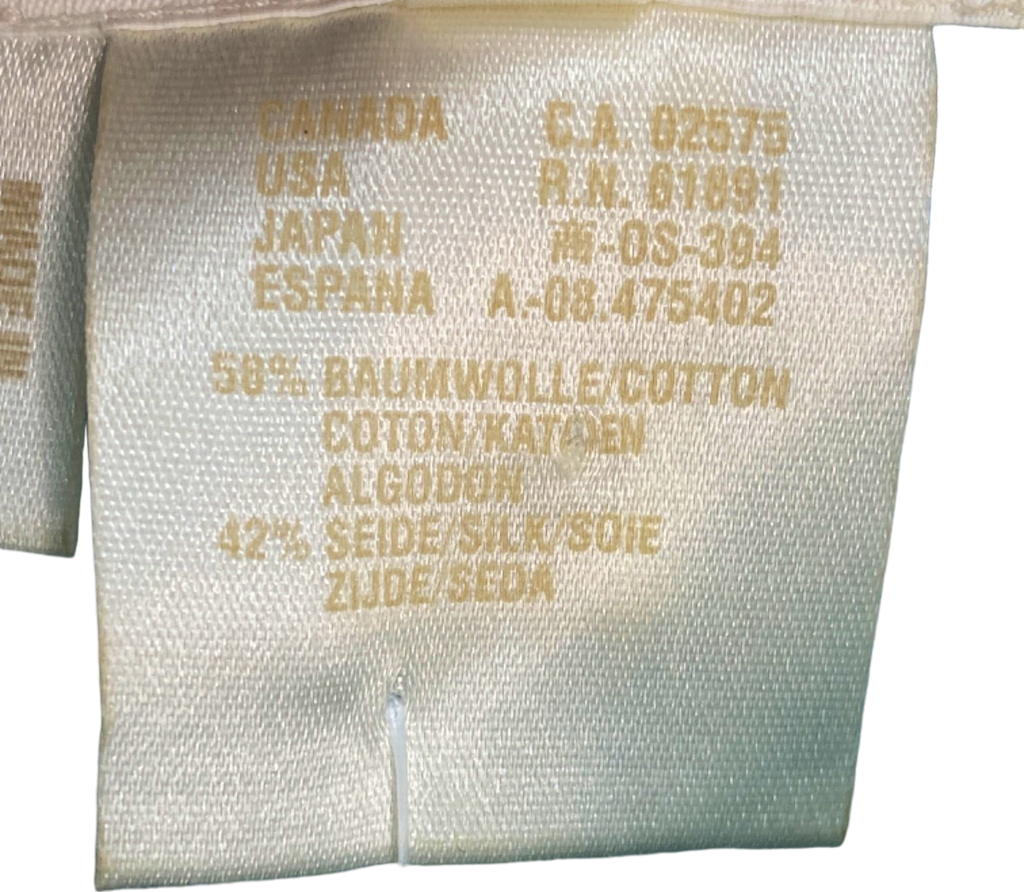 CANADA C.A. 02575
USA R.N. 61891
JAPAN 商-OS-394
ESPANA A.-08.475402
58% BAUMWOLLE/COTTON
COTON/KATOEN
ALGODON
42% SEIDE/SILK/SOIE
ZIJDE/SEDA
MADE IN